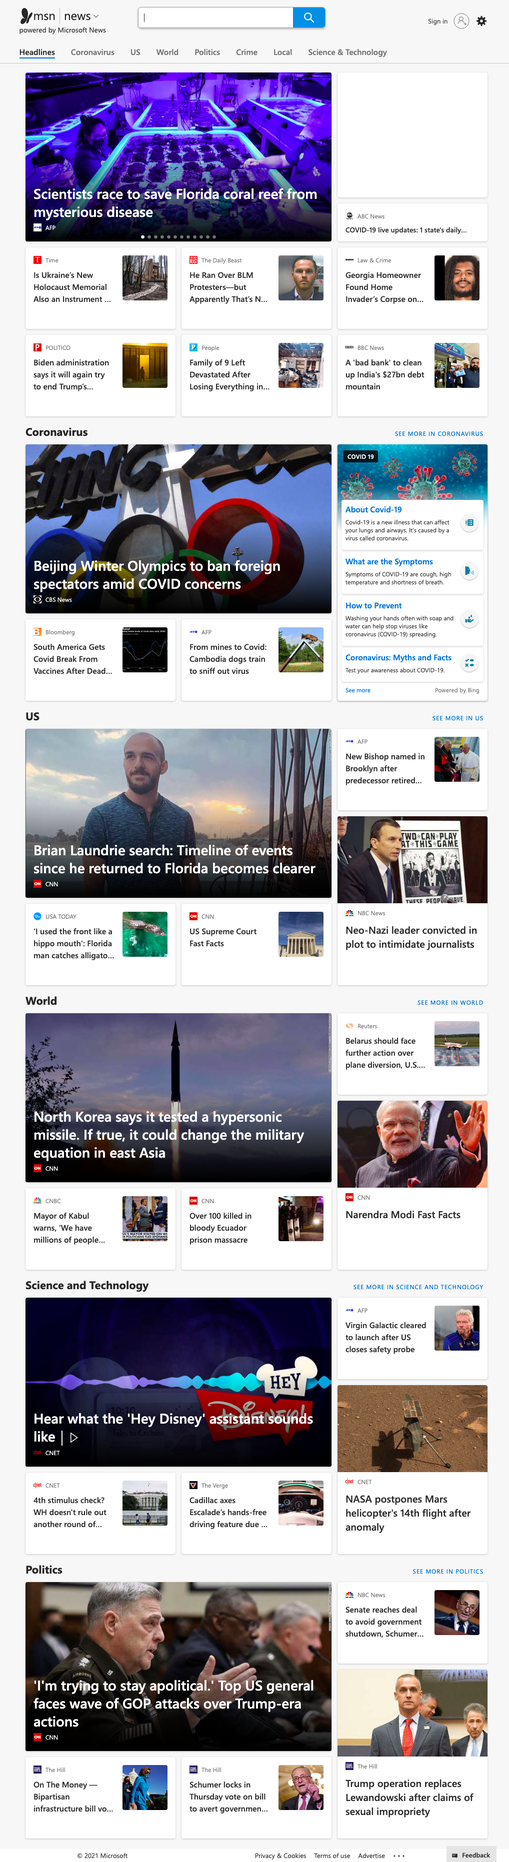 msn | news
powered by Microsoft News
Sign in
Headlines Coronavirus US World Politics Crime Local Science & Technology
Scientists race to save Florida coral reef from
mysterious disease
AFP
ABC News
COVID-19 live updates: 1 state's daily...
Time
Is Ukraine's New
Holocaust Memorial
Also an Instrument ...
The Daily Beast
He Ran Over BLM
Protesters—but
Apparently That's N...
Law & Crime
Georgia Homeowner
Found Home
Invader's Corpse on...
POLITICO
Biden administration
says it will again try
to end Trump's...
People
Family of 9 Left
Devastated After
Losing Everything in...
BBC News
A 'bad bank' to clean
up India's $27bn debt
mountain
Coronavirus
SEE MORE IN CORONAVIRUS
Beijing Winter Olympics to ban foreign
spectators amid COVID concerns
CBS News
COVID 19
About Covid-19
Covid-19 is a new illness that can affect
your lungs and airways. It's caused by a
virus called coronavirus.
What are the Symptoms
Symptoms of COVID-19 are cough, high
temperature and shortness of breath.
How to Prevent
Washing your hands often with soap and
water can help stop viruses like
coronavirus (COVID-19) spreading.
Coronavirus: Myths and Facts
Test your awareness about COVID-19.
See more
Powered by Bing
Bloomberg
South America Gets
Covid Break From
Vaccines After Dead...
AFP
From mines to Covid:
Cambodia dogs train
to sniff out virus
US
SEE MORE IN US
Brian Laundrie search: Timeline of events
since he returned to Florida becomes clearer
CNN
AFP
New Bishop named in
Brooklyn after
predecessor retired...
TWO CAN PLAY
AT THIS GAME
THESE PEOPLE
NBC News
Neo-Nazi leader convicted in
plot to intimidate journalists
USA TODAY
'I used the front like a
hippo mouth': Florida
man catches alligato...
CNN
US Supreme Court
Fast Facts
World
SEE MORE IN WORLD
North Korea says it tested a hypersonic
missile. If true, it could change the military
equation in east Asia
CNN
Reuters
Belarus should face
further action over
plane diversion, U.S....
CNN
Narendra Modi Fast Facts
CNBC
Mayor of Kabul
warns, 'We have
millions of people...
CNN
Over 100 killed in
bloody Ecuador
prison massacre
Science and Technology
SEE MORE IN SCIENCE AND TECHNOLOGY
HEY
Disney!
Hear what the 'Hey Disney' assistant sounds
like |
CNET
AFP
Virgin Galactic cleared
to launch after US
closes safety probe
CNET
NASA postpones Mars
helicopter's 14th flight after
anomaly
CNET
4th stimulus check?
WH doesn't rule out
another round of...
The Verge
Cadillac axes
Escalade's hands-free
driving feature due ...
Politics
SEE MORE IN POLITICS
'I'm trying to stay apolitical.' Top US general
faces wave of GOP attacks over Trump-era
actions
CNN
NBC News
Senate reaches deal
to avoid government
shutdown, Schumer...
The Hill
Trump operation replaces
Lewandowski after claims of
sexual impropriety
The Hill
On The Money —
Bipartisan
infrastructure bill vo...
The Hill
Schumer locks in
Thursday vote on bill
to avert governmen...
© 2021 Microsoft
Privacy & Cookies Terms of use Advertise ...
Feedback